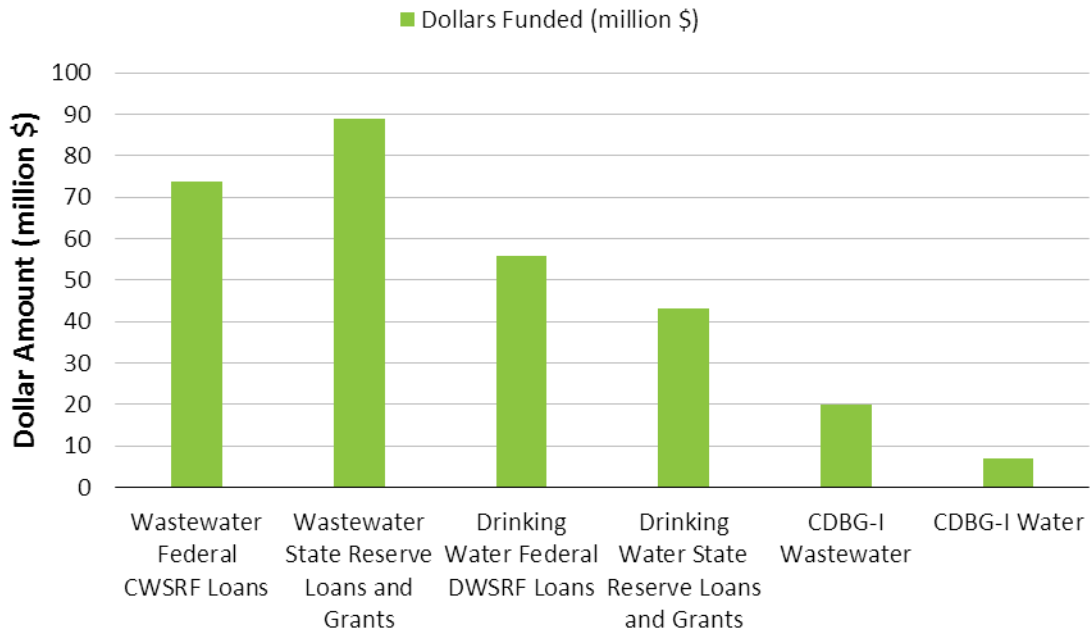 Dollars Funded (million $)
Dollar Amount (million $)
100
90
80
70
60
50
40
30
20
10
0
Wastewater
Federal
CWSRF Loans
Wastewater
State Reserve
Loans and
Grants
Drinking
Water Federal
DWSRF Loans
Drinking
Water State
Reserve Loans
and Grants
CDBG-I
Wastewater
CDBG-I Water